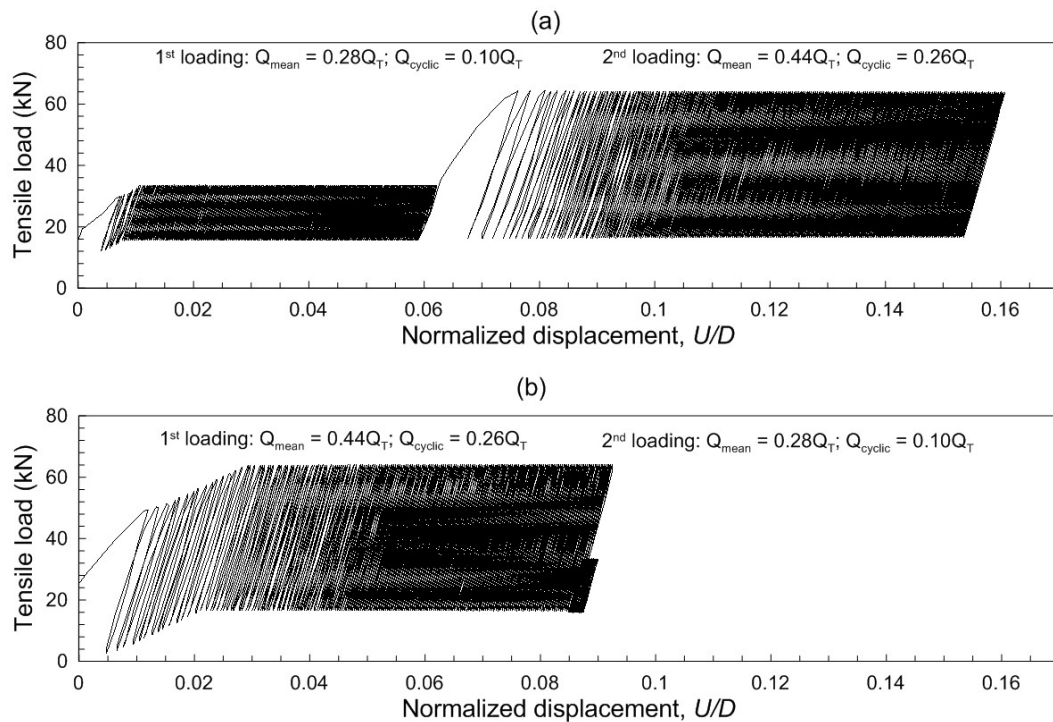 (a)
1st loading: Qmean = 0.28QT; Qcyclic = 0.10QT 2nd loading: Qmean = 0.44QT; Qcyclic = 0.26QT
Tensile load (kN)
80
60
40
20
0
0 0.02 0.04 0.06 0.08 0.1 0.12 0.14 0.16
Normalized displacement, U/D
(b)
1st loading: Qmean = 0.44QT; Qcyclic = 0.26QT 2nd loading: Qmean = 0.28QT; Qcyclic = 0.10QT
Tensile load (kN)
80
60
40
20
0
0 0.02 0.04 0.06 0.08 0.1 0.12 0.14 0.16
Normalized displacement, U/D